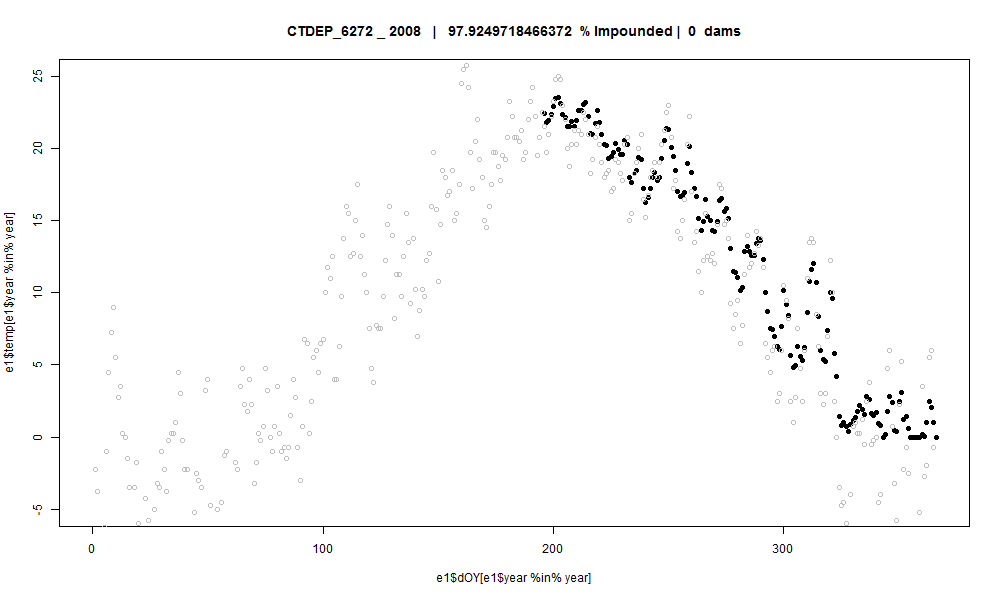 CTDEP_6272 _ 2008 | 97.9249718466372 % Impounded | 0 dams
e1$temp[e1$year %in% year]
25
20
15
10
5
0
-5
0 100 200 300
e1$dOY[e1$year %in% year]